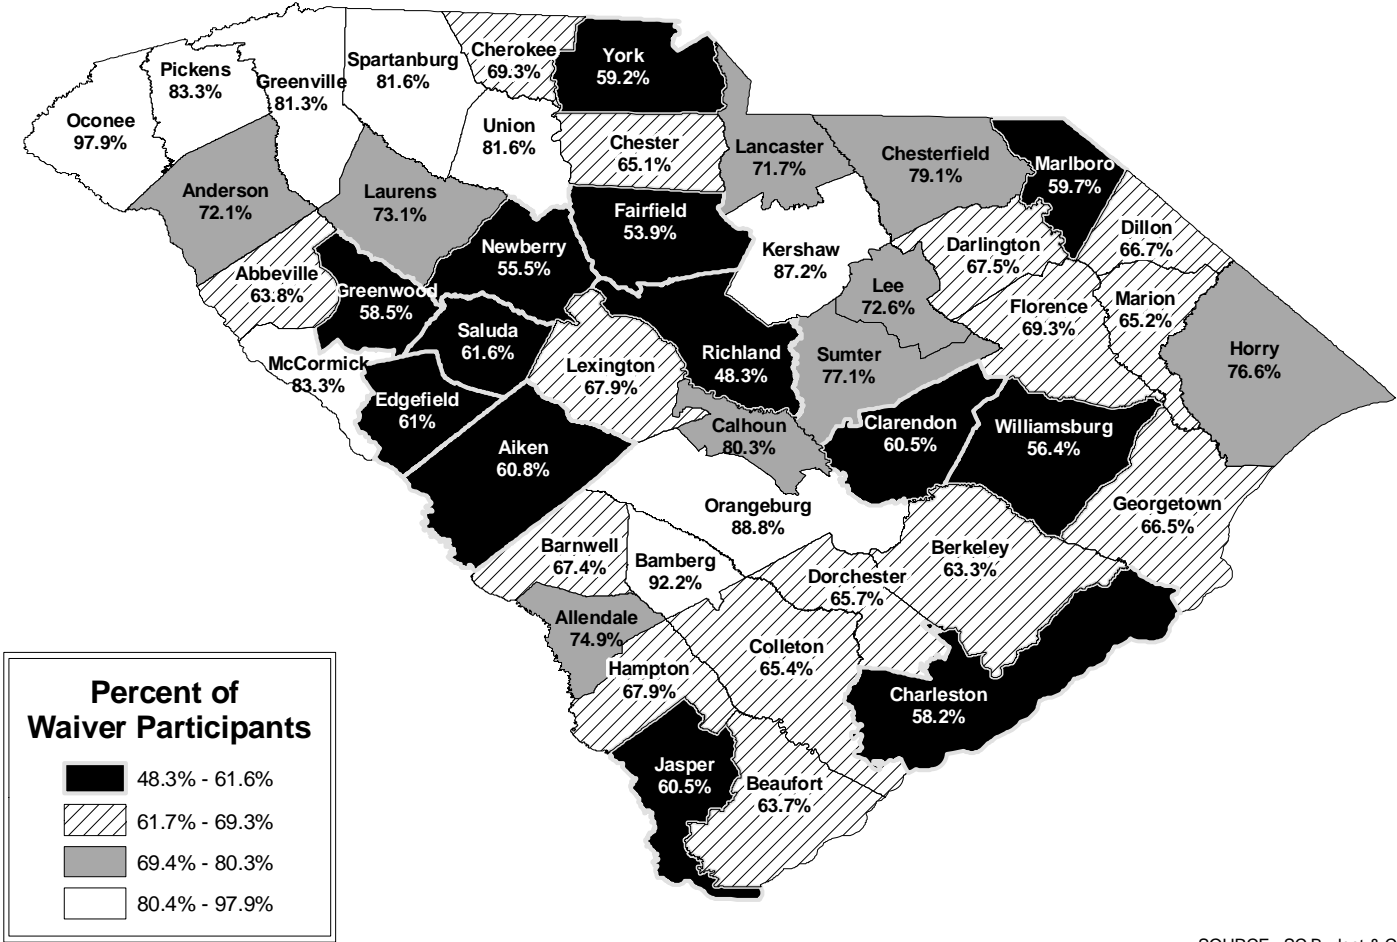 Cherokee
69.3%
York
59.2%
Spartanburg
81.6%
Pickens
83.3%
Greenville
81.3%
Oconee
97.9%
Union
81.6%
Chester
65.1%
Lancaster
71.7%
Chesterfield
79.1%
Marlboro
59.7%
Anderson
72.1%
Laurens
73.1%
Fairfield
53.9%
Newberry
55.5%
Kershaw
87.2%
Darlington
67.5%
Dillon
66.7%
Abbeville
63.8%
Greenwood
58.5%
Lee
72.6%
Florence
69.3%
Marion
65.2%
Saluda
61.6%
Richland
48.3%
Sumter
77.1%
Horry
76.6%
McCormick
83.3%
Lexington
67.9%
Edgefield
61%
Calhoun
80.3%
Clarendon
60.5%
Williamsburg
56.4%
Aiken
60.8%
Orangeburg
88.8%
Georgetown
66.5%
Barnwell
67.4%
Bamberg
92.2%
Berkeley
63.3%
Dorchester
65.7%
Allendale
74.9%
Colleton
65.4%
Hampton
67.9%
Charleston
58.2%
Jasper
60.5%
Beaufort
63.7%
Percent of
Waiver Participants
48.3% - 61.6%
61.7% - 69.3%
69.4% - 80.3%
80.4% - 97.9%